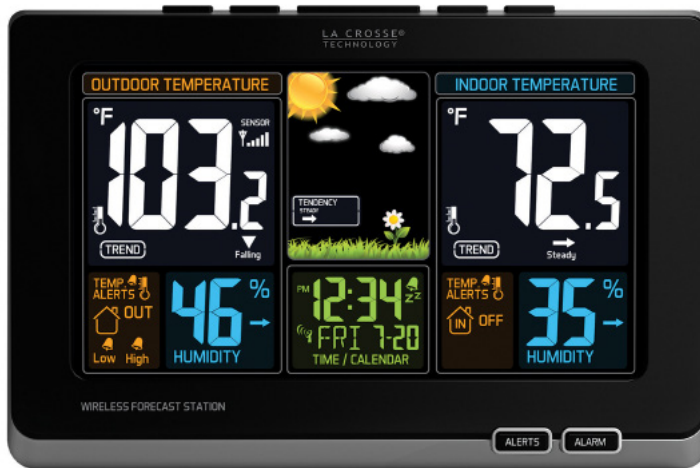 LA CROSSE®
TECHNOLOGY
OUTDOOR TEMPERATURE
°F
103.2
SENSOR
TREND
Falling
TEMP.
ALERTS
OUT
Low High
46 %
HUMIDITY
TENDENCY
STEADY
PM 12:34 zZ
FRI 7-20
TIME / CALENDAR
INDOOR TEMPERATURE
°F
72.5
TREND
Steady
TEMP.
ALERTS
IN OFF
35 %
HUMIDITY
WIRELESS FORECAST STATION
ALERTS
ALARM